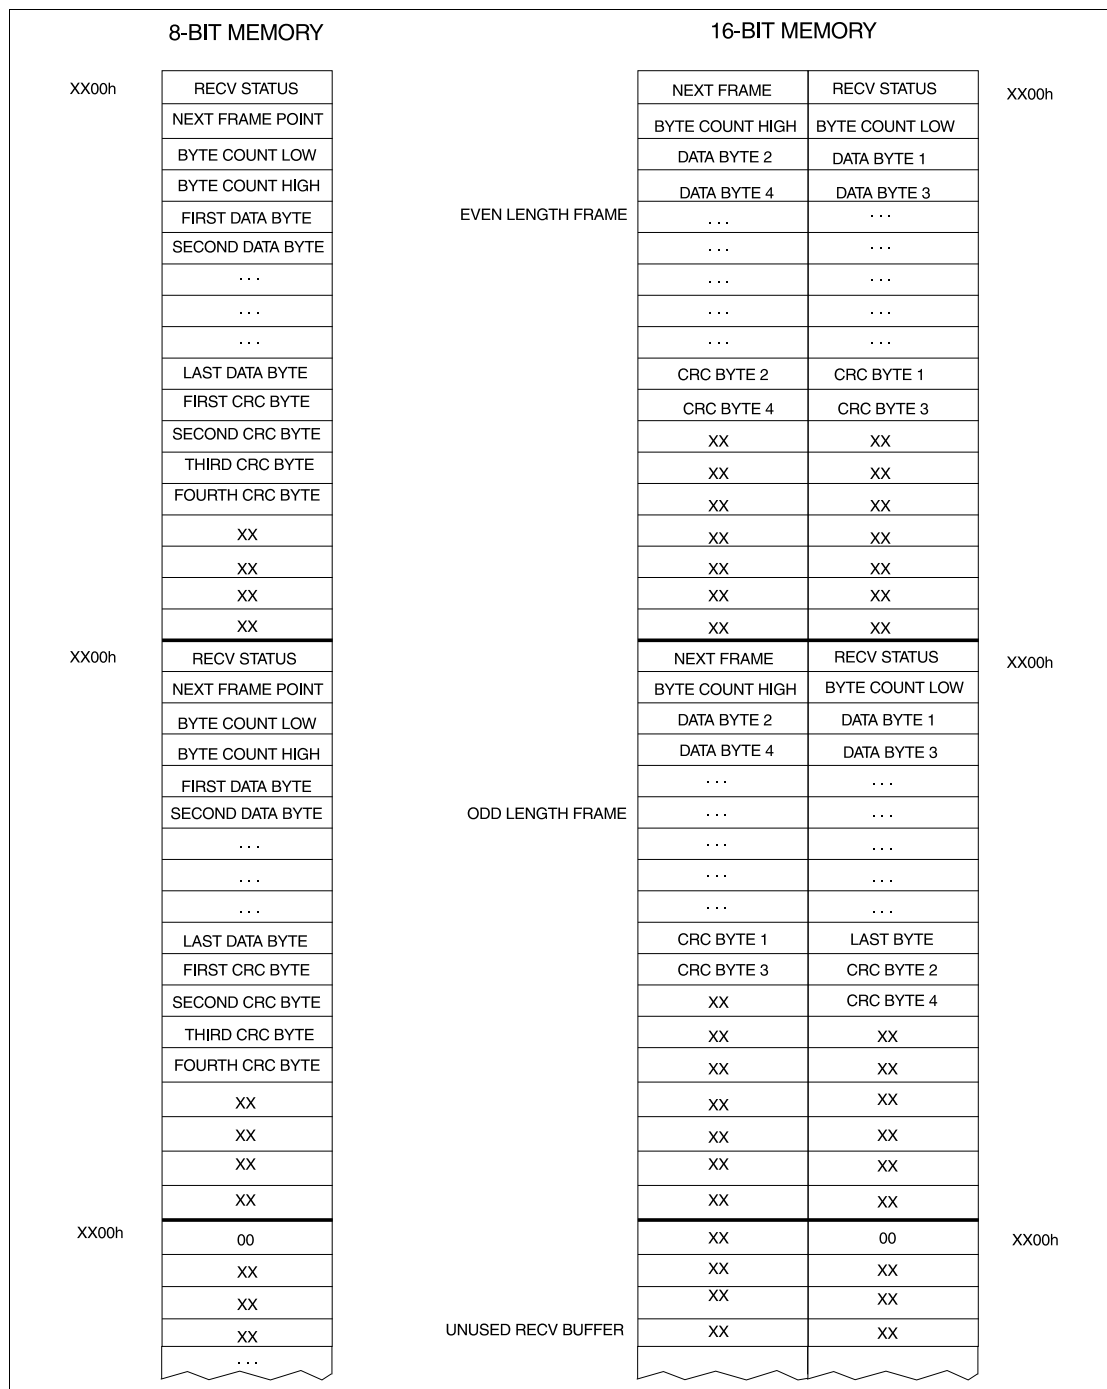 8-BIT MEMORY 16-BIT MEMORY
XX00h RECV STATUS NEXT FRAME RECV STATUS XX00h
NEXT FRAME POINT BYTE COUNT HIGH BYTE COUNT LOW
BYTE COUNT LOW DATA BYTE 2 DATA BYTE 1
BYTE COUNT HIGH DATA BYTE 4 DATA BYTE 3
FIRST DATA BYTE EVEN LENGTH FRAME . . . . . .
SECOND DATA BYTE . . . . . .
. . . . . . . . .
. . . . . . . . .
. . . . . . . . .
LAST DATA BYTE CRC BYTE 2 CRC BYTE 1
FIRST CRC BYTE CRC BYTE 4 CRC BYTE 3
SECOND CRC BYTE XX XX
THIRD CRC BYTE XX XX
FOURTH CRC BYTE XX XX
XX XX XX
XX XX XX
XX XX XX
XX XX XX
XX00h RECV STATUS NEXT FRAME RECV STATUS XX00h
NEXT FRAME POINT BYTE COUNT HIGH BYTE COUNT LOW
BYTE COUNT LOW DATA BYTE 2 DATA BYTE 1
BYTE COUNT HIGH DATA BYTE 4 DATA BYTE 3
FIRST DATA BYTE . . . . . .
SECOND DATA BYTE ODD LENGTH FRAME . . . . . .
. . . . . . . . .
. . . . . . . . .
. . . . . . . . .
LAST DATA BYTE CRC BYTE 1 LAST BYTE
FIRST CRC BYTE CRC BYTE 3 CRC BYTE 2
SECOND CRC BYTE XX CRC BYTE 4
THIRD CRC BYTE XX XX
FOURTH CRC BYTE XX XX
XX XX XX
XX XX XX
XX XX XX
XX XX XX
XX00h 00 XX 00 XX00h
XX XX XX
XX XX XX
XX UNUSED RECV BUFFER XX XX
. . .